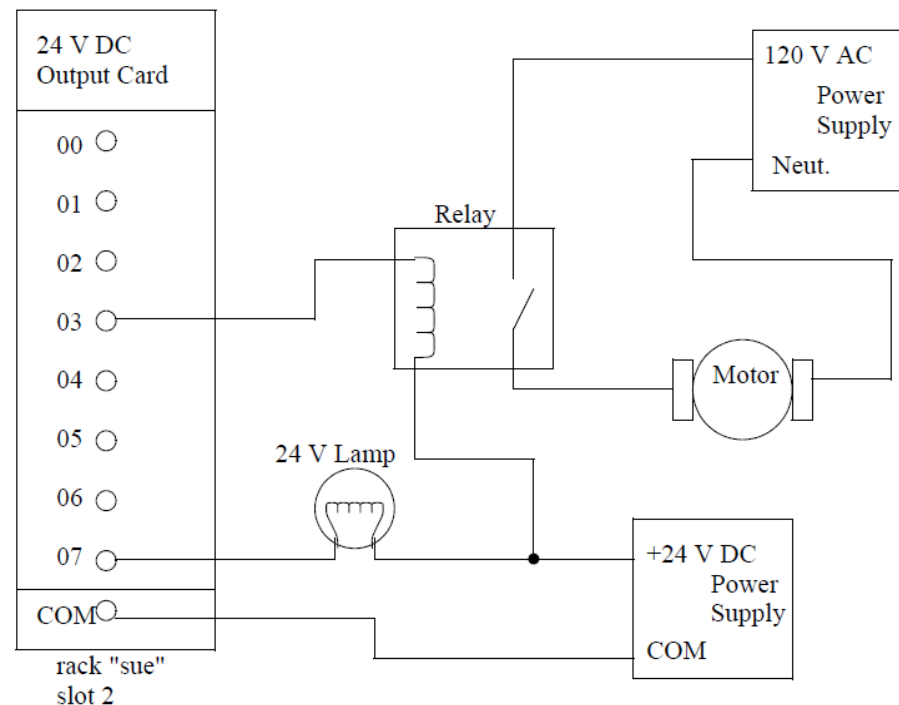 24 V DC
Output Card
00
01
02
03
04
05
06
07
COM
rack "sue"
slot 2
Relay
24 V Lamp
120 V AC
Power
Supply
Neut.
Motor
+24 V DC
Power
Supply
COM